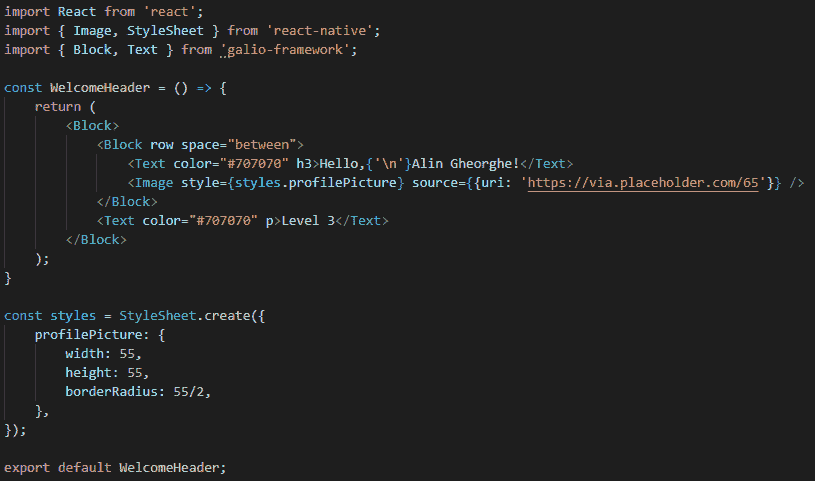 import React from 'react';
import { Image, StyleSheet } from 'react-native';
import { Block, Text } from 'galio-framework';

const WelcomeHeader = () => {
    return (
        <Block>
            <Block row space="between">
                <Text color="#707070" h3>Hello,{'\n'}Alin Gheorghe!</Text>
                <Image style={styles.profilePicture} source={{uri: 'https://via.placeholder.com/65'}} />
            </Block>
            <Text color="#707070" p>Level 3</Text>
        </Block>
    );
}

const styles = StyleSheet.create({
    profilePicture: {
        width: 55,
        height: 55,
        borderRadius: 55/2,
    },
});

export default WelcomeHeader;